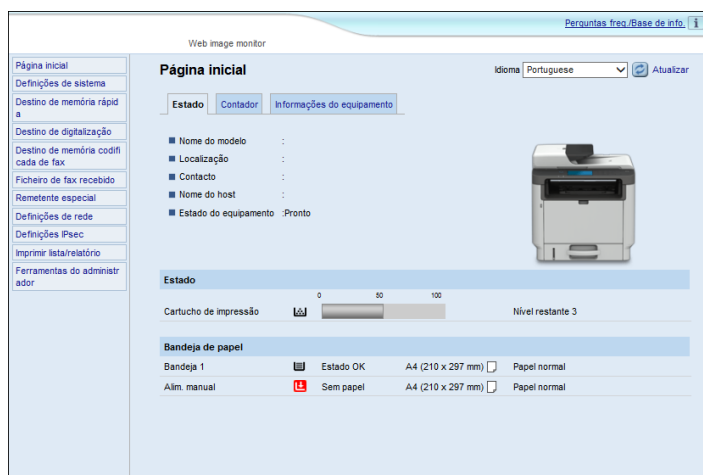 Perguntas freq./Base de info. i
Web image monitor
Página inicial
Definições de sistema
Destino de memória rápid
a
Destino de digitalização
Destino de memória codifi
cada de fax
Ficheiro de fax recebido
Remetente especial
Definições de rede
Definições IPsec
Imprimir lista/relatório
Ferramentas do administr
ador
Página inicial
Idioma Portuguese Atualizar
Estado Contador Informações do equipamento
Nome do modelo :
Localização :
Contacto :
Nome do host :
Estado do equipamento :Pronto
Estado
0 50 100
Cartucho de impressão Nível restante 3
Bandeja de papel
Bandeja 1 Estado OK A4 (210 x 297 mm) Papel normal
Alim. manual Sem papel A4 (210 x 297 mm) Papel normal